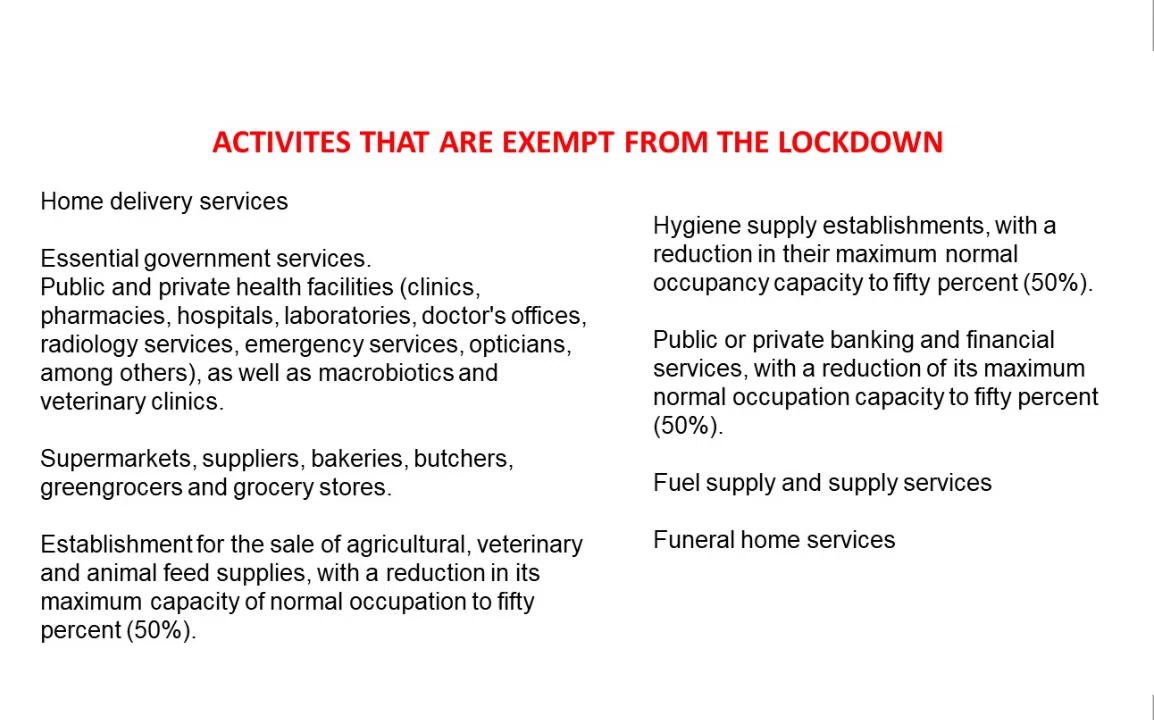 ACTIVITES THAT ARE EXEMPT FROM THE LOCKDOWN
Home delivery services
Essential government services.
Public and private health facilities (clinics,
pharmacies, hospitals, laboratories, doctor's offices,
radiology services, emergency services, opticians,
among others), as well as macrobiotics and
veterinary clinics.
Supermarkets, suppliers, bakeries, butchers,
greengrocers and grocery stores.
Establishment for the sale of agricultural, veterinary
and animal feed supplies, with a reduction in its
maximum capacity of normal occupation to fifty
percent (50%).
Hygiene supply establishments, with a
reduction in their maximum normal
occupancy capacity to fifty percent (50%).
Public or private banking and financial
services, with a reduction of its maximum
normal occupation capacity to fifty percent
(50%).
Fuel supply and supply services
Funeral home services